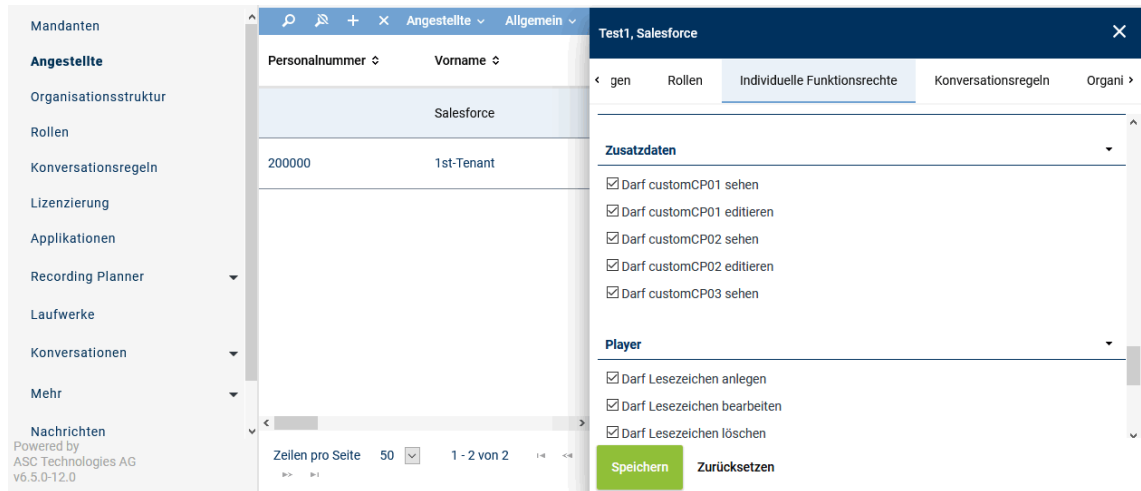 Mandanten
Angestellte
Organisationsstruktur
Rollen
Konversationsregeln
Lizenzierung
Applikationen
Recording Planner
Laufwerke
Konversationen
Mehr
Nachrichten
Powered by
ASC Technologies AG
v6.5.0-12.0
Angestellte Allgemein
Personalnummer Vorname
Salesforce
200000 1st-Tenant
Zeilen pro Seite 50 1 - 2 von 2
Test1, Salesforce
gen Rollen Individuelle Funktionsrechte Konversationsregeln Organi
Zusatzdaten
Darf customCP01 sehen
Darf customCP01 editieren
Darf customCP02 sehen
Darf customCP02 editieren
Darf customCP03 sehen
Player
Darf Lesezeichen anlegen
Darf Lesezeichen bearbeiten
Darf Lesezeichen löschen
Speichern Zurücksetzen